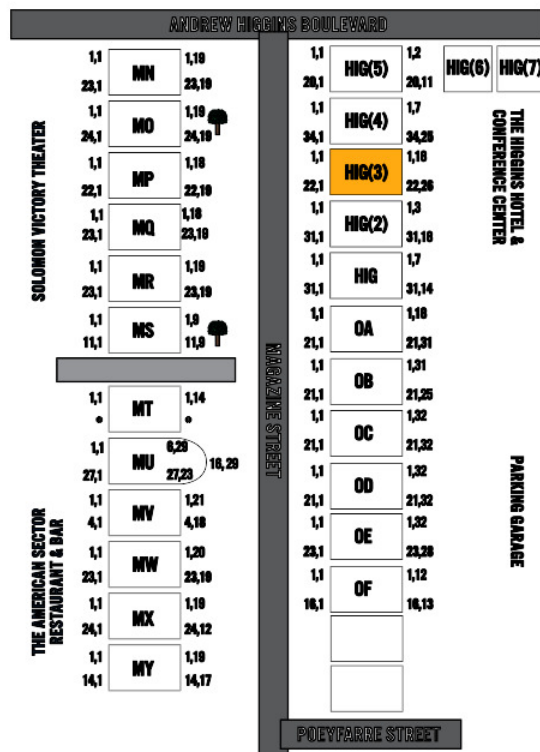 ANDREW HIGGINS BOULEVARD
SOLOMON VICTORY THEATER
1,1 MN 1,19
23,1 23,19
1,1 MO 1,19
24,1 24,19
1,1 MP 1,18
22,1 22,19
1,1 MQ 1,18
23,1 23,19
1,1 MR 1,19
23,1 23,19
1,1 MS 1,9
11,1 11,9
THE AMERICAN SECTOR
RESTAURANT & BAR
1,1 MT 1,14
* *
1,1 MU 6,29
27,1 27,23 16,29
1,1 MV 1,21
4,1 4,18
1,1 MW 1,20
23,1 23,19
1,1 MX 1,19
24,1 24,12
1,1 MY 1,19
14,1 14,17
MAGAZINE STREET
1,1 HIG(5) 1,2 HIG(6) HIG(7)
20,1 20,11
1,1 HIG(4) 1,7
34,1 34,25
1,1 HIG(3) 1,16
22,1 22,26
1,1 HIG(2) 1,3
31,1 31,16
1,1 HIG 1,7
31,1 31,14
1,1 OA 1,18
21,1 21,31
1,1 OB 1,31
21,1 21,25
1,1 OC 1,32
21,1 21,32
1,1 OD 1,32
21,1 21,32
1,1 OE 1,32
23,1 23,28
1,1 OF 1,12
16,1 16,13
THE HIGGINS HOTEL &
CONFERENCE CENTER
PARKING GARAGE
POEYFARRE STREET